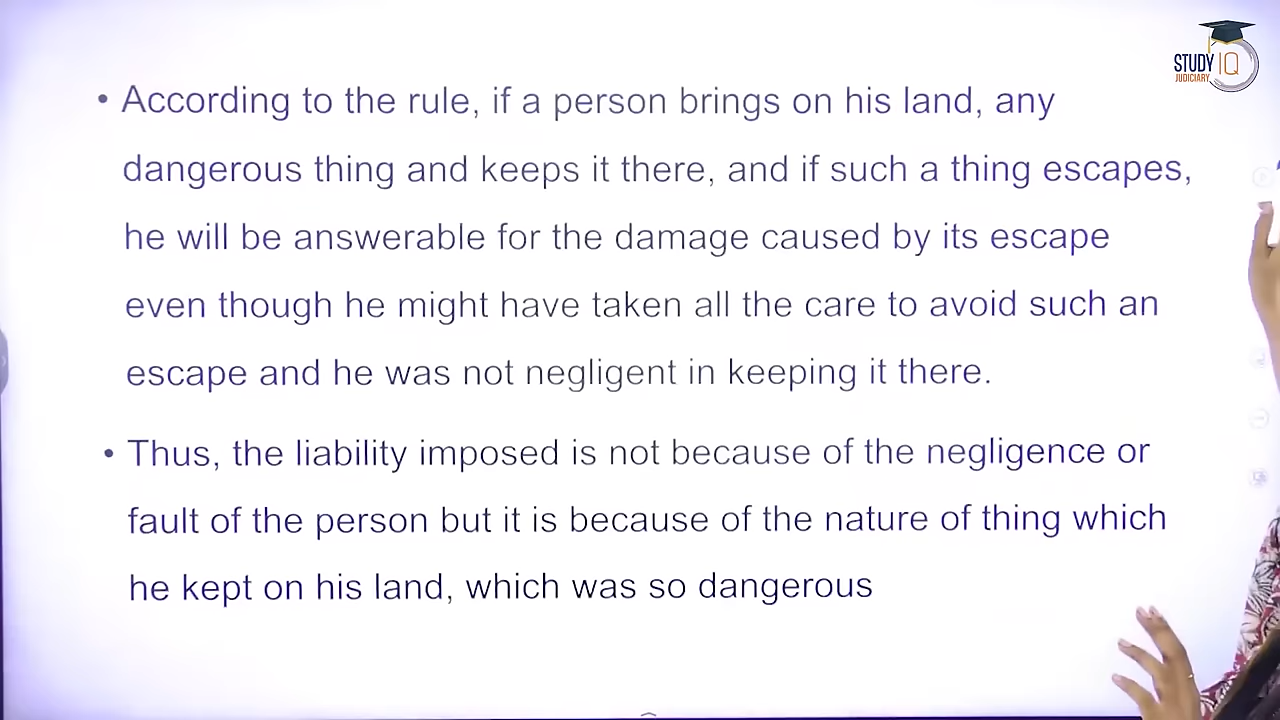 STUDY IQ
JUDICIARY
• According to the rule, if a person brings on his land, any
dangerous thing and keeps it there, and if such a thing escapes,
he will be answerable for the damage caused by its escape
even though he might have taken all the care to avoid such an
escape and he was not negligent in keeping it there.
• Thus, the liability imposed is not because of the negligence or
fault of the person but it is because of the nature of thing which
he kept on his land, which was so dangerous